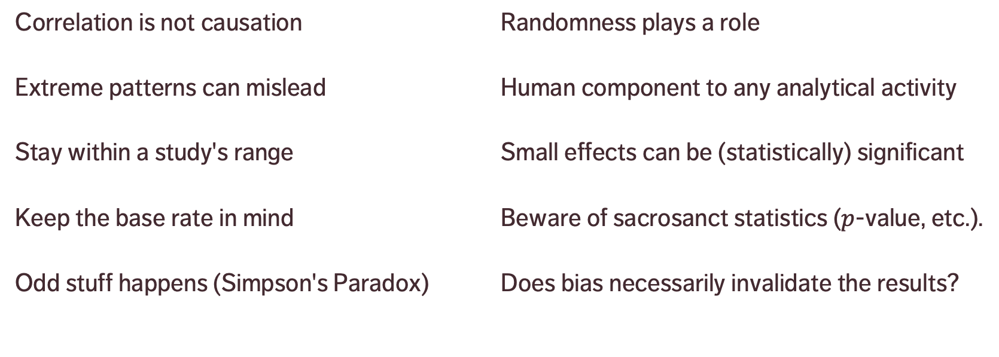 Correlation is not causation
Extreme patterns can mislead
Stay within a study's range
Keep the base rate in mind
Odd stuff happens (Simpson's Paradox)
Randomness plays a role
Human component to any analytical activity
Small effects can be (statistically) significant
Beware of sacrosanct statistics (p-value, etc.).
Does bias necessarily invalidate the results?